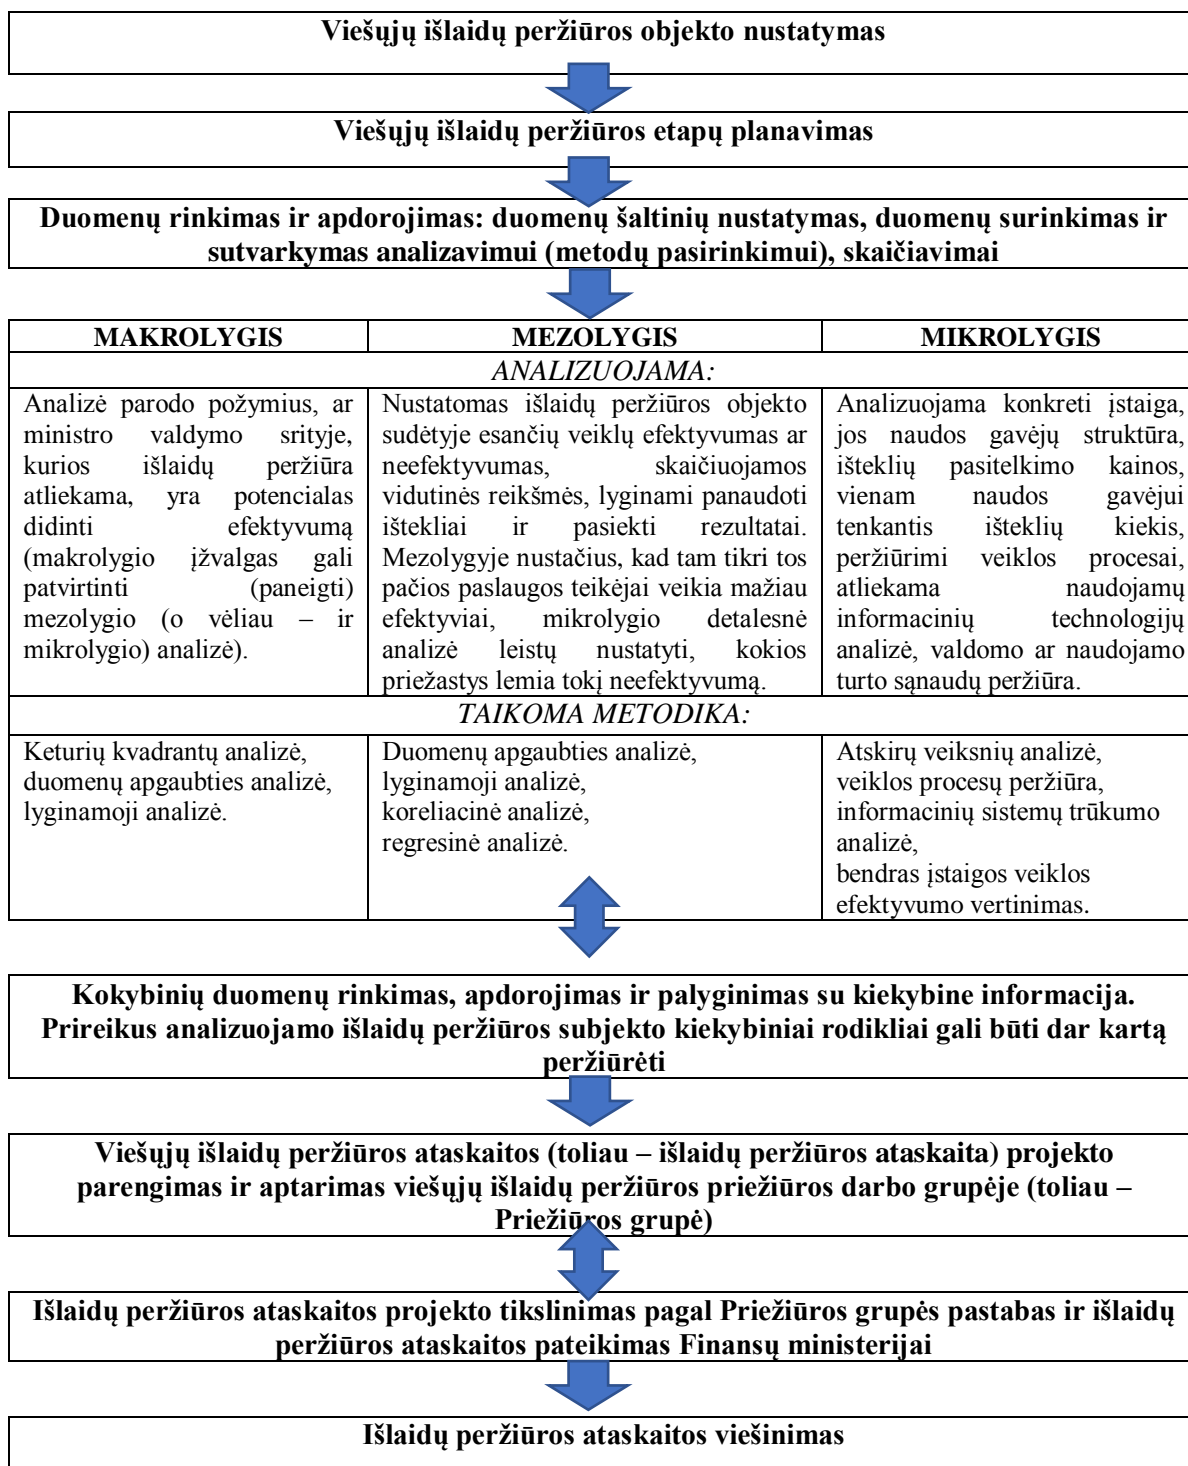 Viešųjų išlaidų peržiūros objekto nustatymas
Viešųjų išlaidų peržiūros etapų planavimas
Duomenų rinkimas ir apdorojimas: duomenų šaltinių nustatymas, duomenų surinkimas ir
sutvarkymas analizavimui (metodų pasirinkimui), skaičiavimai
MAKROLYGIS
MEZOLYGIS
MIKROLYGIS
ANALIZUOJAMA:
Analizė parodo požymius, ar
ministro valdymo srityje,
kurios išlaidų peržiūra
atliekama, yra potencialas
didinti efektyvumą
(makrolygio įžvalgas gali
patvirtinti (paneigti)
mezolygio (o vėliau – ir
mikrolygio) analizė).
Nustatomas išlaidų peržiūros objekto
sudėtyje esančių veiklų efektyvumas ar
neefektyvumas, skaičiuojamos
vidutinės reikšmės, lyginami panaudoti
ištekliai ir pasiekti rezultatai.
Mezolygyje nustačius, kad tam tikri tos
pačios paslaugos teikėjai veikia mažiau
efektyviai, mikrolygio detalesnė
analizė leistų nustatyti, kokios
priežastys lemia tokį neefektyvumą.
Analizuojama konkreti įstaiga,
jos naudos gavėjų struktūra,
išteklių pasitelkimo kainos,
vienam naudos gavėjui
tenkantis išteklių kiekis,
peržiūrimi veiklos procesai,
atliekama naudojamų
informacinių technologijų
analizė, valdomo ar naudojamo
turto sąnaudų peržiūra.
TAIKOMA METODIKA:
Keturių kvadrantų analizė,
duomenų apgaubties analizė,
lyginamoji analizė.
Duomenų apgaubties analizė,
lyginamoji analizė,
koreliacinė analizė,
regresinė analizė.
Atskirų veiksnių analizė,
veiklos procesų peržiūra,
informacinių sistemų trūkumo
analizė,
bendras įstaigos veiklos
efektyvumo vertinimas.
Kokybinių duomenų rinkimas, apdorojimas ir palyginimas su kiekybine informacija.
Prireikus analizuojamo išlaidų peržiūros subjekto kiekybiniai rodikliai gali būti dar kartą
peržiūrėti
Viešųjų išlaidų peržiūros ataskaitos (toliau – išlaidų peržiūros ataskaita) projekto
parengimas ir aptarimas viešųjų išlaidų peržiūros priežiūros darbo grupėje (toliau –
Priežiūros grupė)
Išlaidų peržiūros ataskaitos projekto tikslinimas pagal Priežiūros grupės pastabas ir išlaidų
peržiūros ataskaitos pateikimas Finansų ministerijai
Išlaidų peržiūros ataskaitos viešinimas